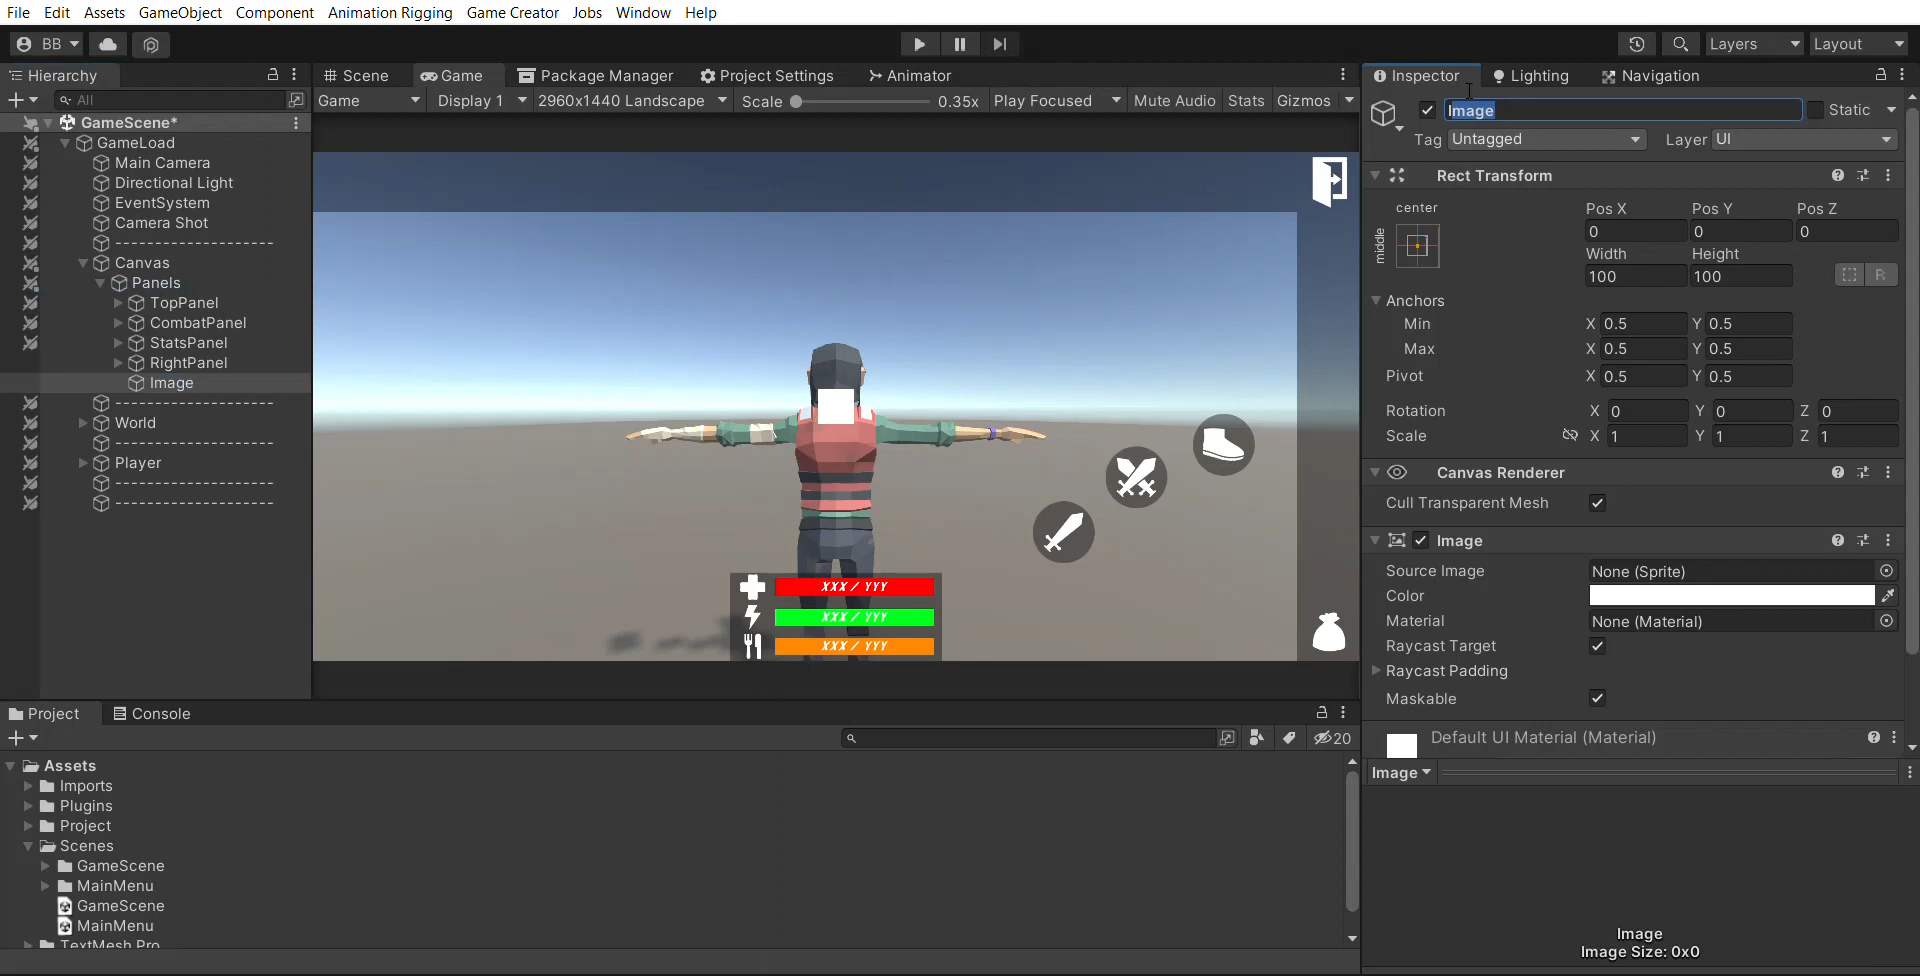 File Edit Assets GameObject Component Animation Rigging Game Creator Jobs Window Help
BB Layers Layout
Hierarchy
All
GameScene*
GameLoad
Main Camera
Directional Light
EventSystem
Camera Shot
------------------
Canvas
Panels
TopPanel
CombatPanel
StatsPanel
RightPanel
Image
------------------
World
------------------
Player
------------------
------------------
Scene Game Package Manager Project Settings Animator
Game Display 1 2960x1440 Landscape Scale 0.35x Play Focused Mute Audio Stats Gizmos
XXX / YYY
XXX / YYY
XXX / YYY
Inspector Lighting Navigation
Image Static
Tag Untagged Layer UI
Rect Transform
center Pos X Pos Y Pos Z
middle 0 0 0
Width Height
100 100 R
Anchors
Min X 0.5 Y 0.5
Max X 0.5 Y 0.5
Pivot X 0.5 Y 0.5
Rotation X 0 Y 0 Z 0
Scale X 1 Y 1 Z 1
Canvas Renderer
Cull Transparent Mesh
Image
Source Image None (Sprite)
Color
Material None (Material)
Raycast Target
Raycast Padding
Maskable
Default UI Material (Material)
Image
Image
Image Size: 0x0
Project Console
20
Assets
Imports
Plugins
Project
Scenes
GameScene
MainMenu
GameScene
MainMenu
TextMesh Pro